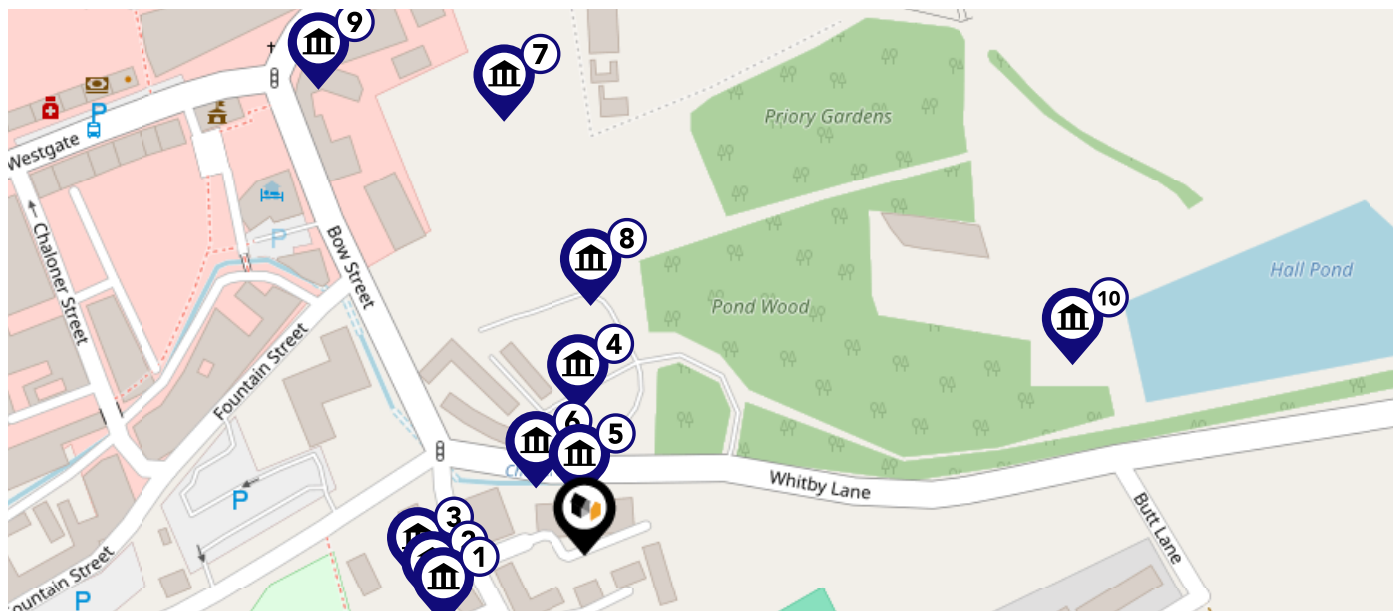 9
7
Priory Gardens
P
Westgate
8
Chaloner Street
P
Bow Street
Hall Pond
10
Pond Wood
4
Fountain Street
6
5
Whitby Lane
P
3
2
1
Butt Lane
ountain Street
P